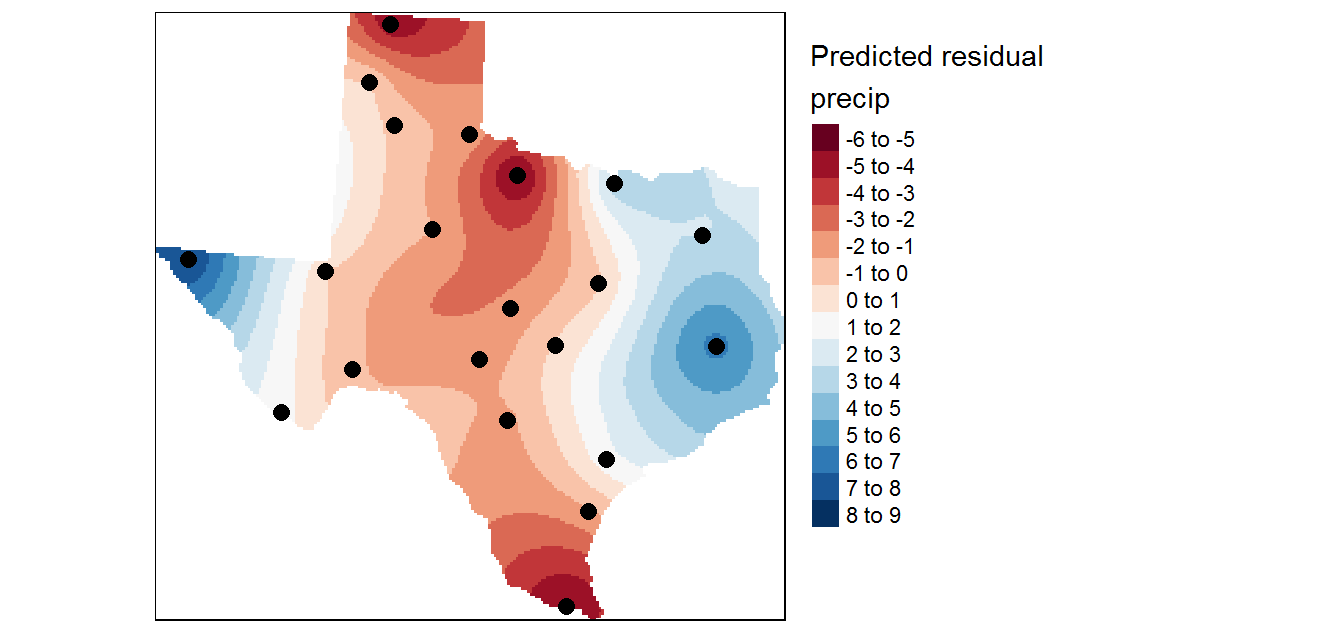 Predicted residual
precip
-6 to -5
-5 to -4
-4 to -3
-3 to -2
-2 to -1
-1 to 0
0 to 1
1 to 2
2 to 3
3 to 4
4 to 5
5 to 6
6 to 7
7 to 8
8 to 9